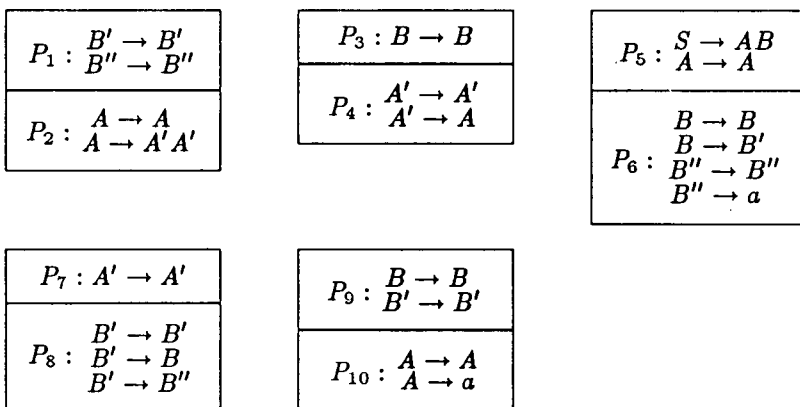 P₁ : B′ → B′
B″ → B″
P₂ : A → A
A → A′A′
P₃ : B → B
P₄ : A′ → A′
A′ → A
P₅ : S → AB
A → A
P₆ : B → B
B → B′
B″ → B″
B″ → a
P₇ : A′ → A′
P₈ : B′ → B′
B′ → B
B′ → B″
P₉ : B → B
B′ → B′
P₁₀ : A → A
A → a